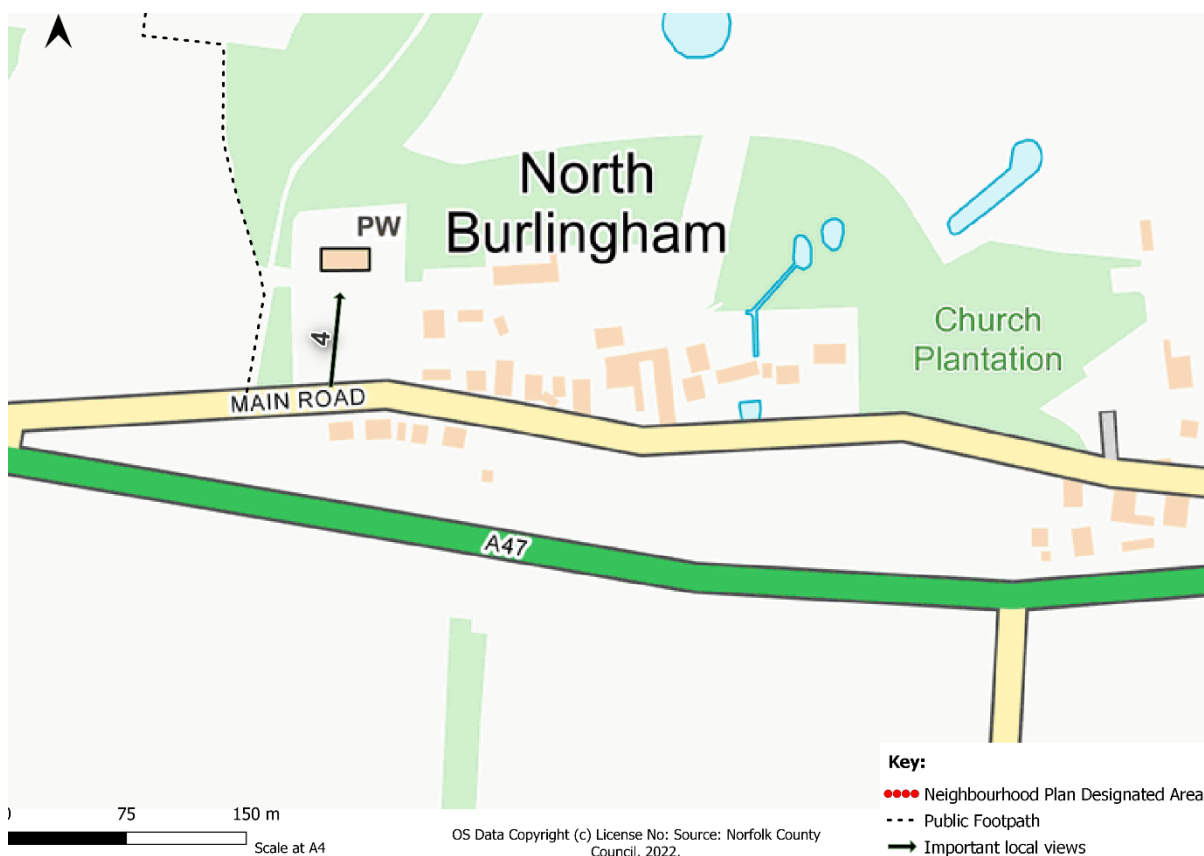 North
Burlingham
PW
4
MAIN ROAD
Church
Plantation
A47
Key:
Neighbourhood Plan Designated Area
Public Footpath
Important local views
75
150 m
Scale at A4
OS Data Copyright (c) License No: Source: Norfolk County
Council, 2022.